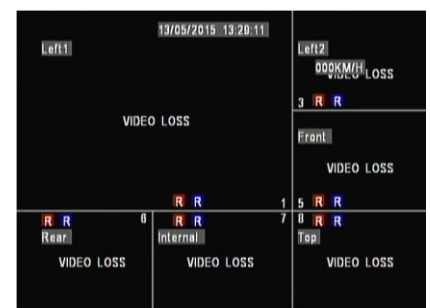 13/05/2015 13:29:11
Left1
VIDEO LOSS
R R 1
Left2
000KM/H
VIDEO LOSS
3 R R
Front
VIDEO LOSS
5 R R
R R 6
Rear
VIDEO LOSS
R R 7
Internal
VIDEO LOSS
8 R R
Top
VIDEO LOSS